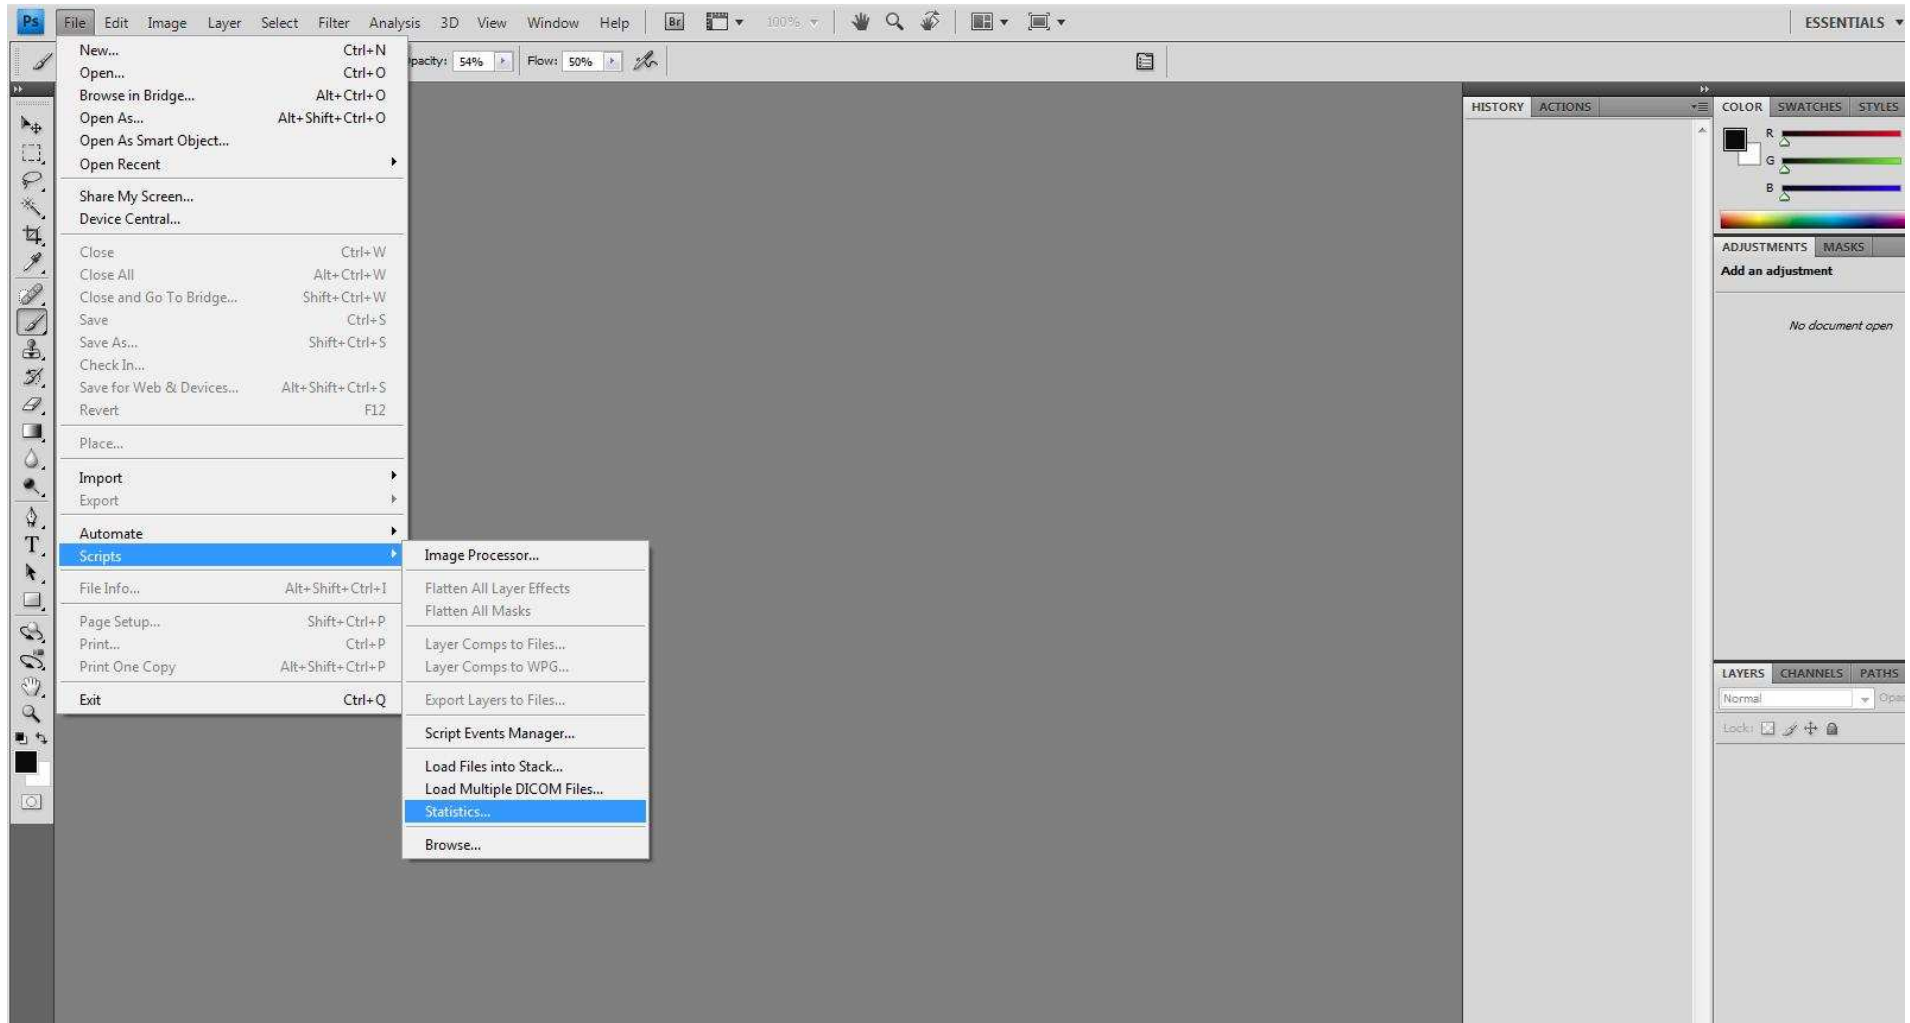 Ps File Edit Image Layer Select Filter Analysis 3D View Window Help Br 100% ESSENTIALS
pacity: 54% Flow: 50%
New... Ctrl+N
Open... Ctrl+O
Browse in Bridge... Alt+Ctrl+O
Open As... Alt+Shift+Ctrl+O
Open As Smart Object...
Open Recent
Share My Screen...
Device Central...
Close Ctrl+W
Close All Alt+Ctrl+W
Close and Go To Bridge... Shift+Ctrl+W
Save Ctrl+S
Save As... Shift+Ctrl+S
Check In...
Save for Web & Devices... Alt+Shift+Ctrl+S
Revert F12
Place...
Import
Export
Automate
Scripts
File Info... Alt+Shift+Ctrl+I
Page Setup... Shift+Ctrl+P
Print... Ctrl+P
Print One Copy Alt+Shift+Ctrl+P
Exit Ctrl+Q
Image Processor...
Flatten All Layer Effects
Flatten All Masks
Layer Comps to Files...
Layer Comps to WPG...
Export Layers to Files...
Script Events Manager...
Load Files into Stack...
Load Multiple DICOM Files...
Statistics...
Browse...
T
HISTORY ACTIONS
COLOR SWATCHES STYLES
R
G
B
ADJUSTMENTS MASKS
Add an adjustment
No document open
LAYERS CHANNELS PATHS
Normal Opac
Lock: